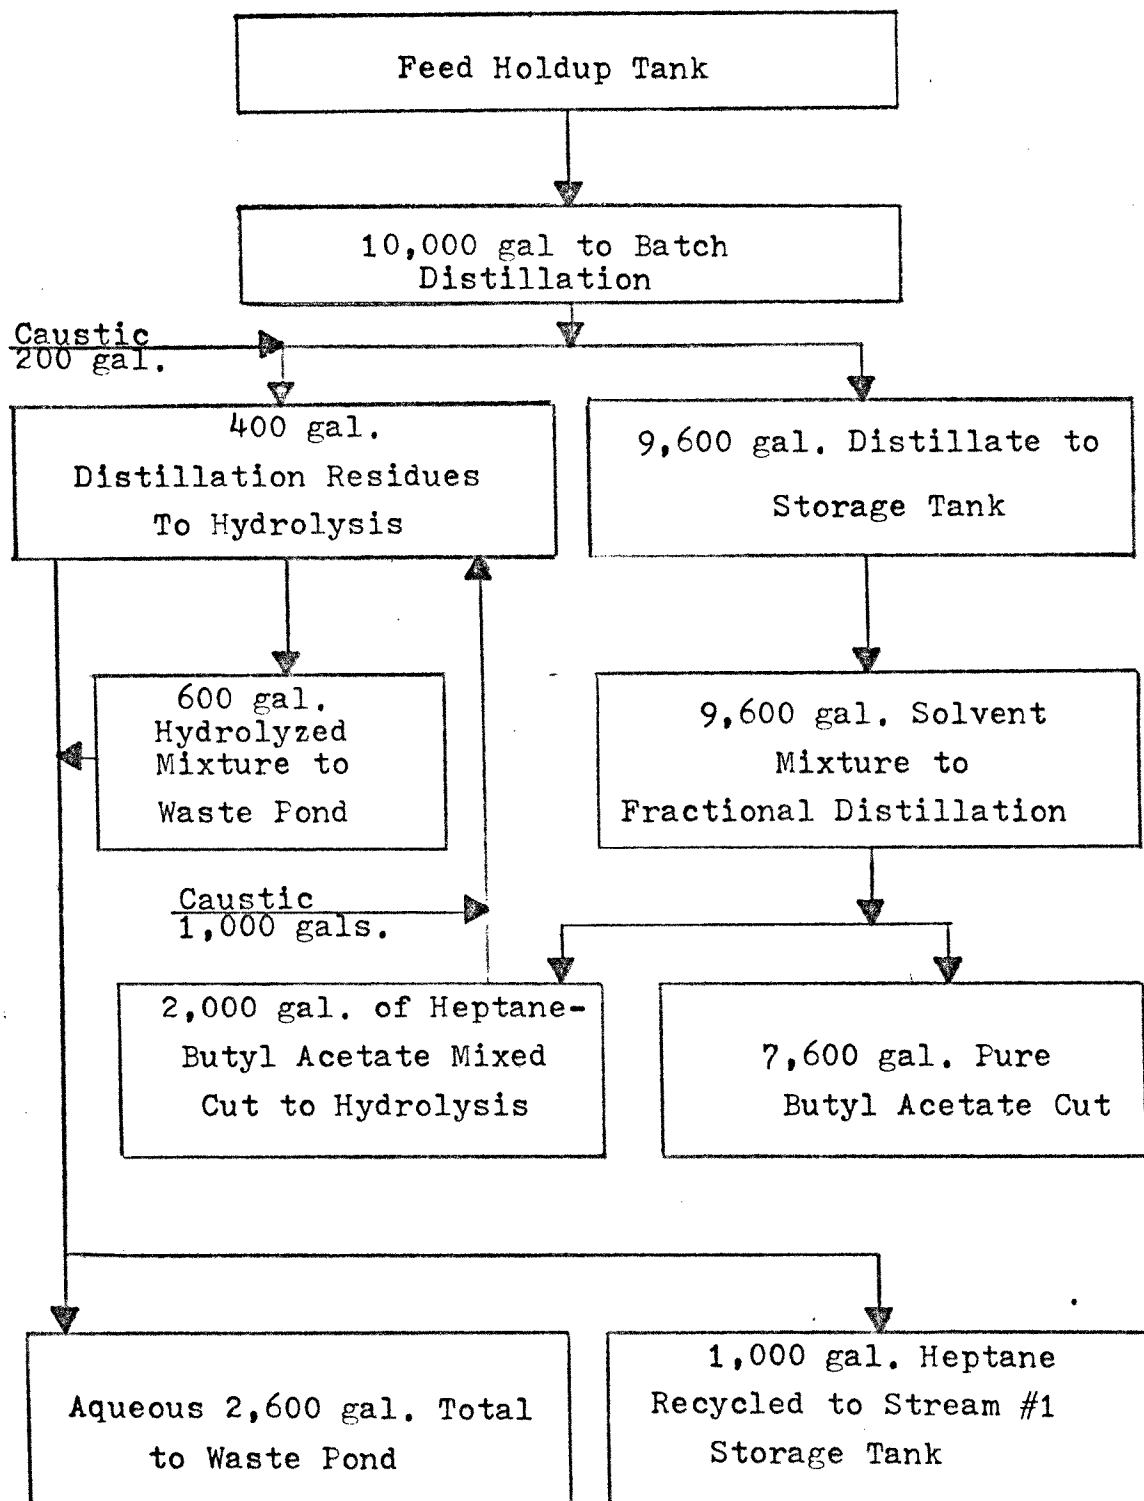 Feed Holdup Tank
10,000 gal to Batch
Distillation
Caustic
200 gal.
400 gal.
Distillation Residues
To Hydrolysis
9,600 gal. Distillate to
Storage Tank
600 gal.
Hydrolyzed
Mixture to
Waste Pond
9,600 gal. Solvent
Mixture to
Fractional Distillation
Caustic
1,000 gals.
2,000 gal. of Heptane-
Butyl Acetate Mixed
Cut to Hydrolysis
7,600 gal. Pure
Butyl Acetate Cut
Aqueous 2,600 gal. Total
to Waste Pond
1,000 gal. Heptane
Recycled to Stream #1
Storage Tank